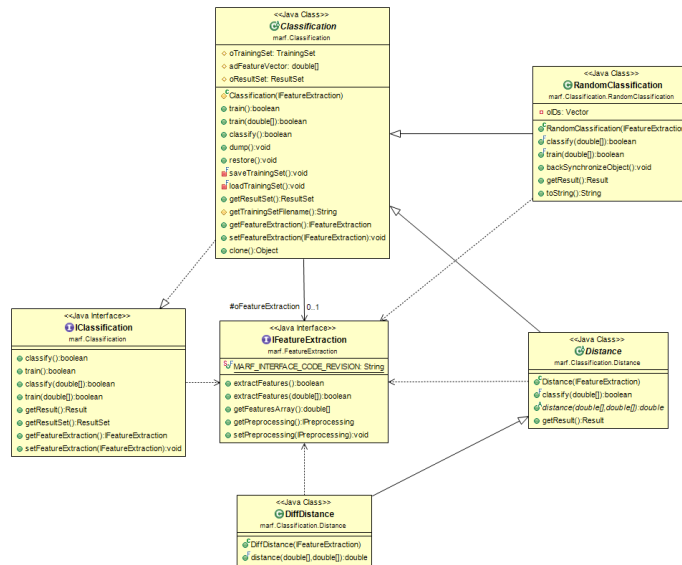 <<Java Class>>
Classification
marf.Classification
oTrainingSet: TrainingSet
adFeatureVector: double[]
oResultSet: ResultSet
Classification(IFeatureExtraction)
train():boolean
train(double[]):boolean
classify():boolean
dump():void
restore():void
saveTrainingSet():void
loadTrainingSet():void
getResultSet():ResultSet
getTrainingSetFilename():String
getFeatureExtraction():IFeatureExtraction
setFeatureExtraction(IFeatureExtraction):void
clone():Object
<<Java Class>>
RandomClassification
marf.Classification.RandomClassification
oIDs: Vector
RandomClassification(IFeatureExtraction
classify(double[]):boolean
train(double[]):boolean
backSynchronizeObject():void
getResult():Result
toString():String
#oFeatureExtraction 0..1
<<Java Interface>>
IClassification
marf.Classification
classify():boolean
train():boolean
classify(double[]):boolean
train(double[]):boolean
getResult():Result
getResultSet():ResultSet
getFeatureExtraction():IFeatureExtraction
setFeatureExtraction(IFeatureExtraction):void
<<Java Interface>>
IFeatureExtraction
marf.FeatureExtraction
MARF_INTERFACE_CODE_REVISION: String
extractFeatures():boolean
extractFeatures(double[]):boolean
getFeaturesArray():double[]
getPreprocessing():IPreprocessing
setPreprocessing(IPreprocessing):void
<<Java Class>>
Distance
marf.Classification.Distance
Distance(IFeatureExtraction)
classify(double[]):boolean
distance(double[],double[]):double
getResult():Result
<<Java Class>>
DiffDistance
marf.Classification.Distance
DiffDistance(IFeatureExtraction)
distance(double[],double[]):double